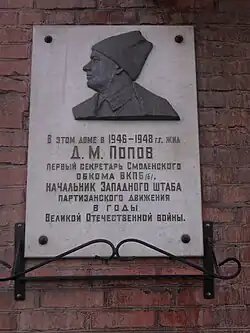 В этом доме в 1946-1948 гг. жил
Д. М. ПОПОВ
первый секретарь Смоленского
обкома ВКП(б),
начальник Западного штаба
партизанского движения
в годы
Великой Отечественной войны.